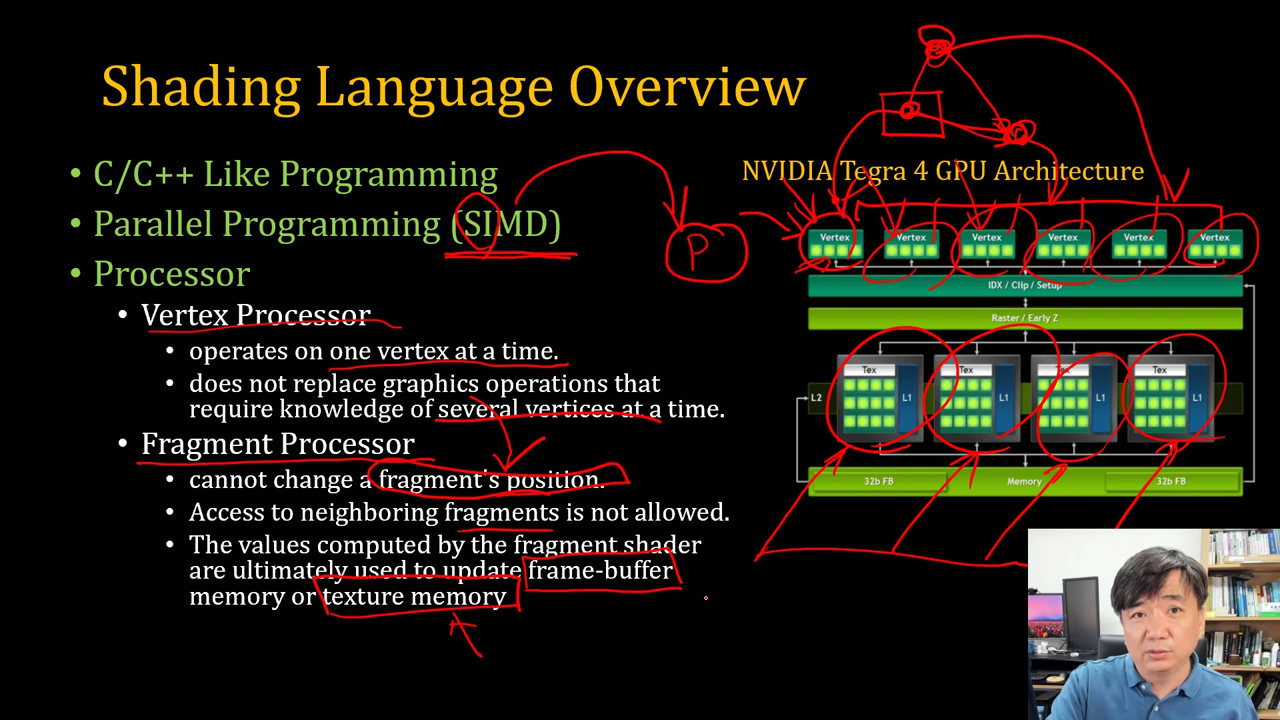 Shading Language Overview
• C/C++ Like Programming
• Parallel Programming (SIMD)
• Processor
• Vertex Processor
• operates on one vertex at a time.
• does not replace graphics operations that
require knowledge of several vertices at a time.
• Fragment Processor
• cannot change a fragment's position.
• Access to neighboring fragments is not allowed.
• The values computed by the fragment shader
are ultimately used to update frame-buffer
memory or texture memory
P
NVIDIA Tegra 4 GPU Architecture
Vertex Vertex Vertex Vertex Vertex Vertex
IDX / Clip / Setup
Raster / Early Z
Tex Tex Tex Tex
L2 L1 L1 L1 L1
32b FB Memory 32b FB